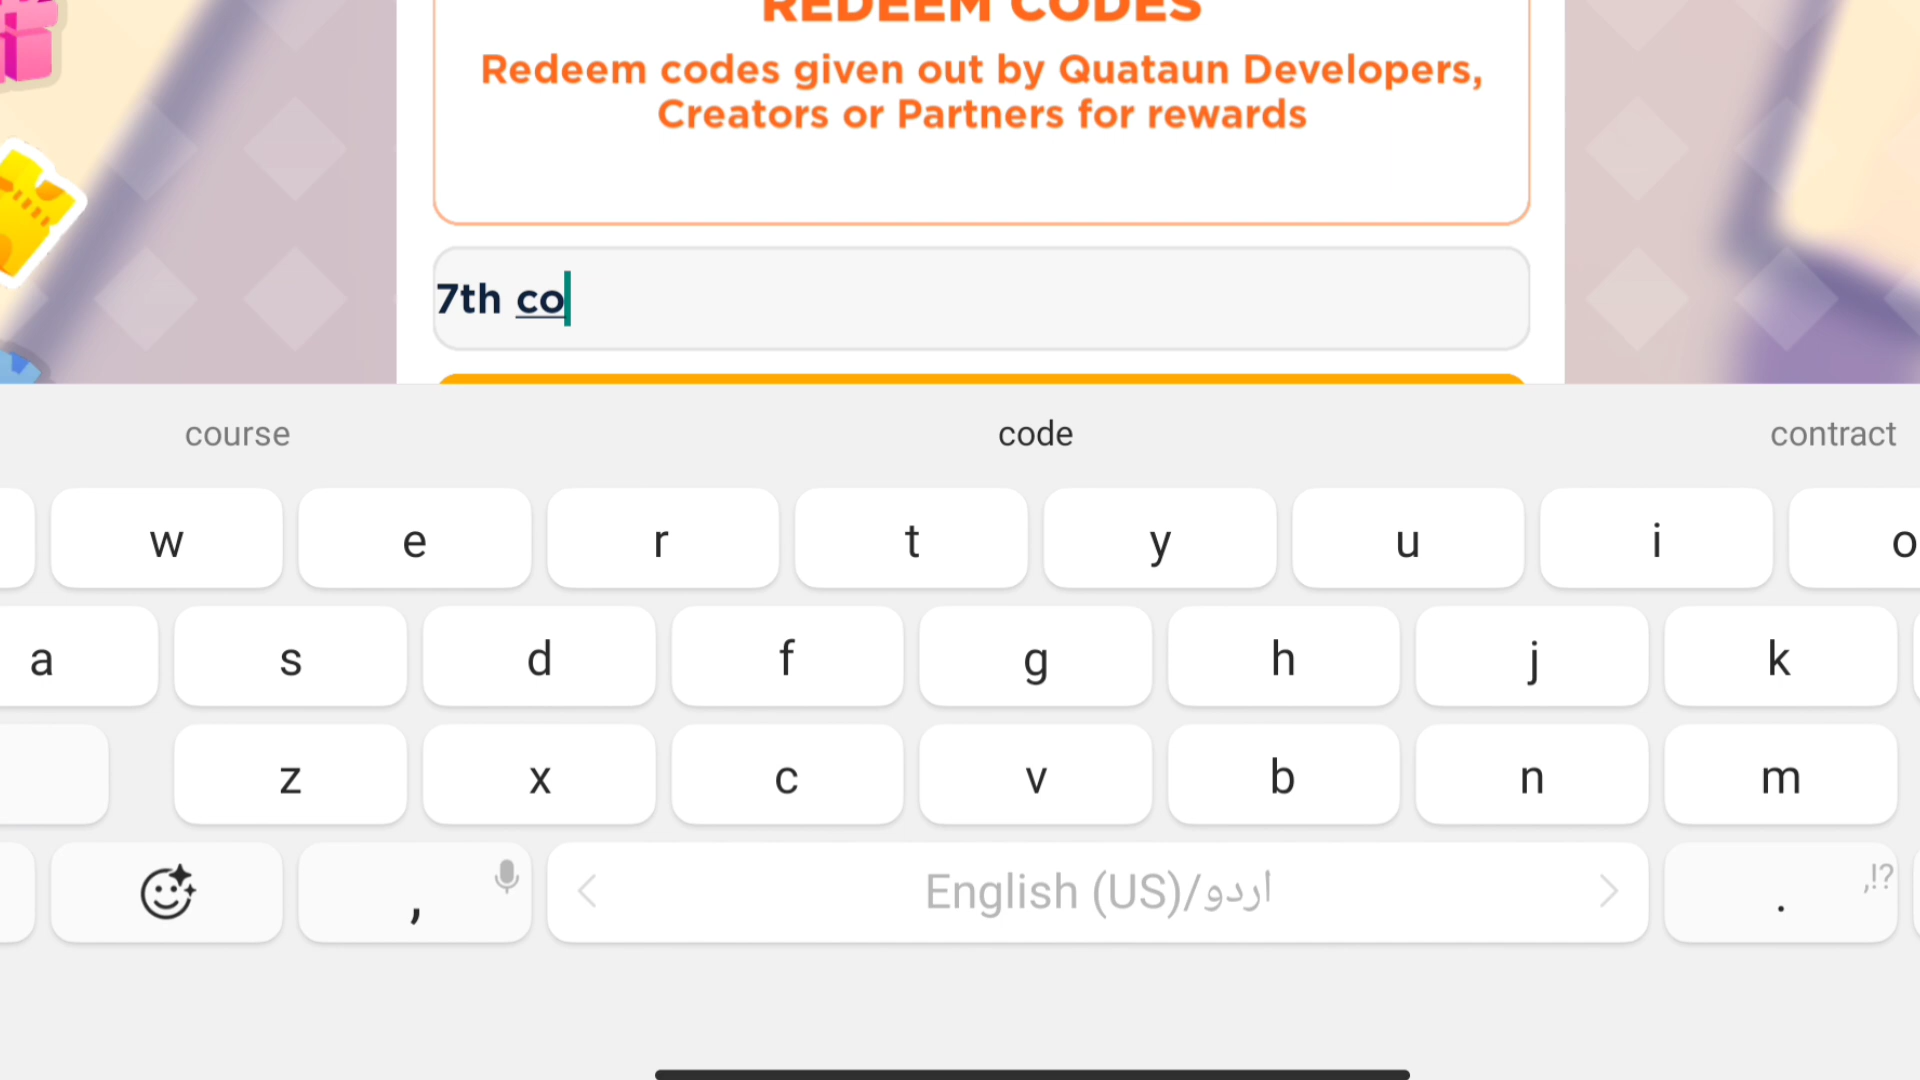 REDEEM CODES
Redeem codes given out by Quataun Developers,
Creators or Partners for rewards
7th co
course code contract
w e r t y u i o
a s d f g h j k
z x c v b n m
, English (US)/اردو . ,!?